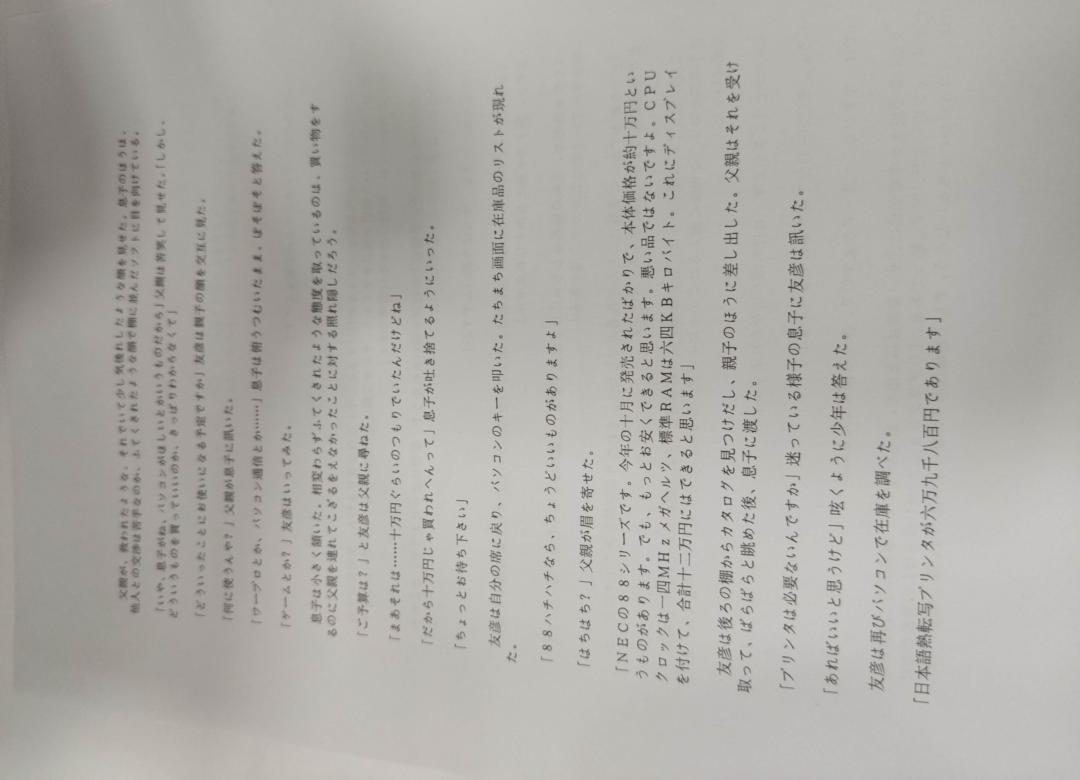 父親が、救われたような、それでいて少し気後れしたような顔を見せた。息子のほうは、
他人との交渉は苦手なのか、ふてくされたような顔で棚に並んだソフトに目を向けている。
「いや、息子がね、パソコンがほしいとかいうものだから」父親は苦笑して見せた。「しかし、
どういうものを買っていいのか、さっぱりわからなくて」
「どういったことにお使いになる予定ですか」友彦は親子の顔を交互に見た。
「何に使うんや？」父親が息子に訊いた。
「ワープロとか、パソコン通信とか……」息子は俯うつむいたまま、ぼそぼそと答えた。
「ゲームとか？」友彦はいってみた。
息子は小さく頷いた。相変わらずふてくされたような態度を取っているのは、買い物をす
るのに父親を連れてこざるをえなかったことに対する照れ隠しだろう。
「ご予算は？」と友彦は父親に尋ねた。
「まあそれは……十万円ぐらいのつもりでいたんだけどね」
「だから十万円じゃ買われへんって」息子が吐き捨てるようにいった。
「ちょっとお待ち下さい」
友彦は自分の席に戻り、パソコンのキーを叩いた。たちまち画面に在庫品のリストが現れ
た。
「８８ハチハチなら、ちょうどいいものがありますよ」
「はちはち？」父親が眉を寄せた。
「ＮＥＣの８８シリーズです。今年の十月に発売されたばかりで、本体価格が約十万円とい
うものがあります。でも、もっとお安くできると思います。悪い品ではないですよ。ＣＰＵ
クロックは一四ＭＨｚメガヘルツ、標準ＲＡＭは六四ＫＢキロバイト。これにディスプレイ
を付けて、合計十二万円にはできると思います」
友彦は後ろの棚からカタログを見つけだし、親子のほうに差し出した。父親はそれを受け
取って、ぱらぱらと眺めた後、息子に渡した。
「プリンタは必要ないんですか」迷っている様子の息子に友彦は訊いた。
「あればいいと思うけど」呟くように少年は答えた。
友彦は再びパソコンで在庫を調べた。
「日本語熱転写プリンタが六万九千八百円であります」